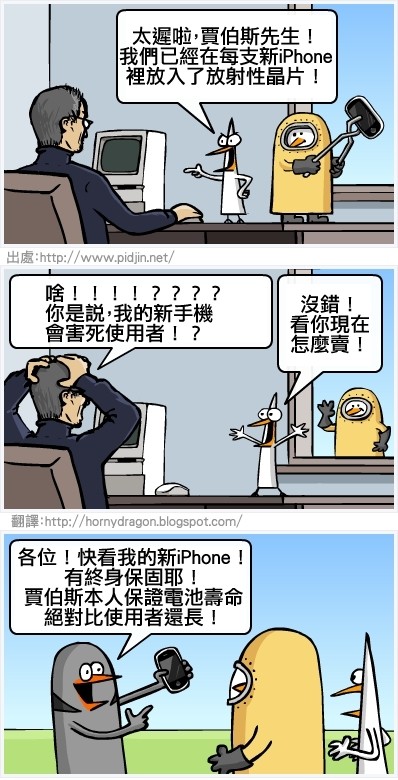 太遲啦，賈伯斯先生！
我們已經在每支新iPhone
裡放入了放射性晶片！
出處：http://www.pidjin.net/
啥！！！！？？？？
你是說，我的新手機
會害死使用者！？
沒錯！
看你現在
怎麼賣！
翻譯：http://hornydragon.blogspot.com/
各位！快看我的新iPhone！
有終身保固耶！
賈伯斯本人保證電池壽命
絕對比使用者還長！